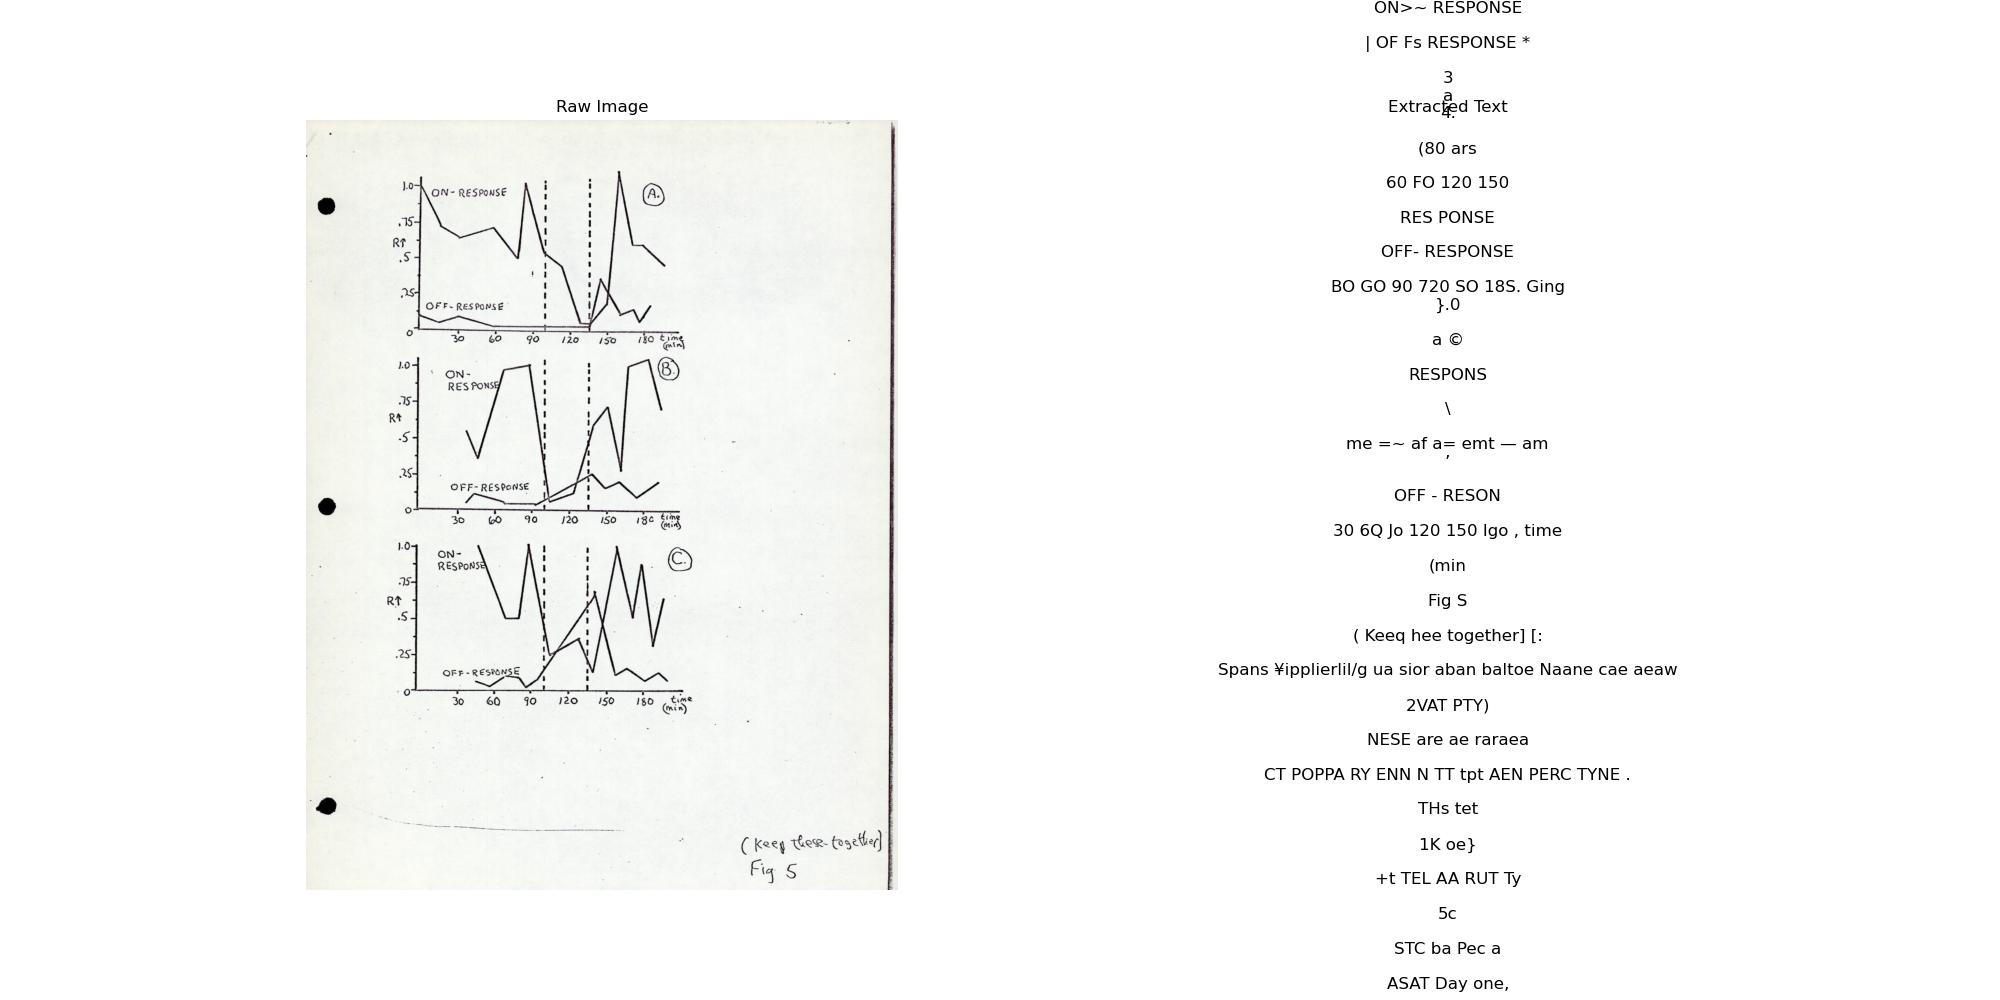 Raw Image
1.0
ON-RESPONSE
A.
.75
R↑
.5
.25
OFF-RESPONSE
0
30 60 90 120 150 180 time
(min)
1.0
ON-
RESPONSE
B.
.75
R↑
.5
.25
OFF-RESPONSE
0
30 60 90 120 150 180 time
(min)
1.0
ON-
RESPONSE
C.
.75
R↑
.5
.25
OFF-RESPONSE
0
30 60 90 120 150 180 time
(min)
(Keep these together)
Fig 5
ON>~ RESPONSE
| OF Fs RESPONSE *
3
a
4.
Extracted Text
(80 ars
60 FO 120 150
RES PONSE
OFF- RESPONSE
BO GO 90 720 SO 18S. Ging
}.0
a ©
RESPONS
\
me =~ af a= emt — am
,
OFF - RESON
30 6Q Jo 120 150 lgo , time
(min
Fig S
( Keeq hee together] [:
Spans ¥ipplierlil/g ua sior aban baltoe Naane cae aeaw
2VAT PTY)
NESE are ae raraea
CT POPPA RY ENN N TT tpt AEN PERC TYNE .
THs tet
1K oe}
+t TEL AA RUT Ty
5c
STC ba Pec a
ASAT Day one,